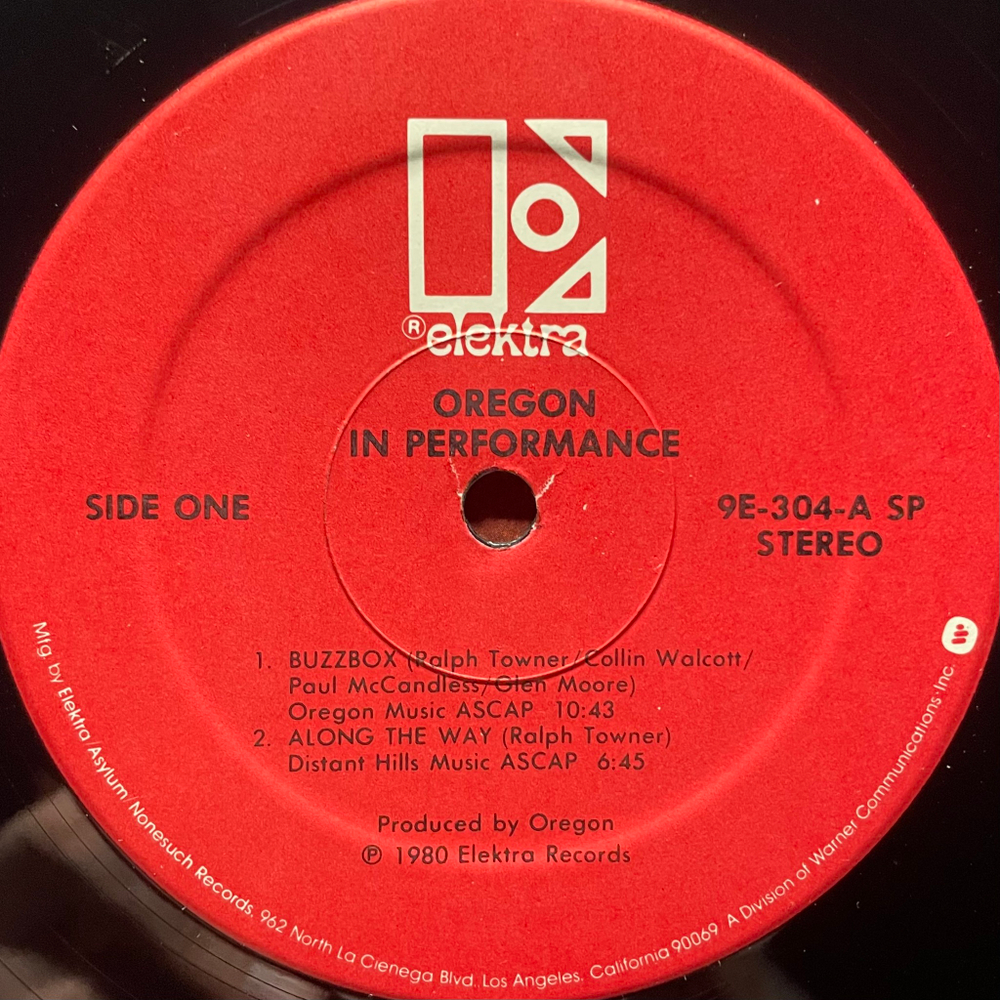 ® elektra
OREGON
IN PERFORMANCE
SIDE ONE
9E-304-A SP
STEREO
1. BUZZBOX (Ralph Towner/Collin Walcott/
Paul McCandless/Glen Moore)
Oregon Music ASCAP 10:43
2. ALONG THE WAY (Ralph Towner)
Distant Hills Music ASCAP 6:45
Produced by Oregon
℗ 1980 Elektra Records
Mfg. by Elektra/Asylum/Nonesuch Records, 962 North La Cienega Blvd. Los Angeles, California 90069 A Division of Warner Communications Inc.